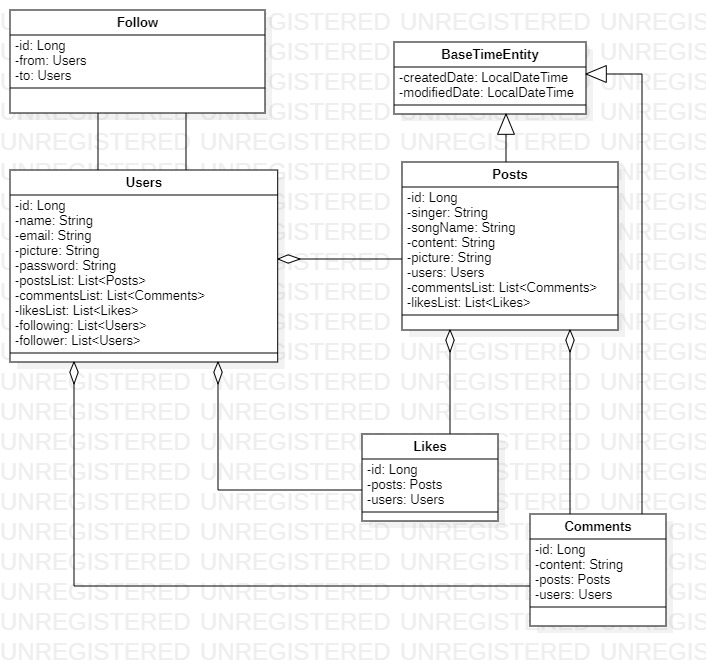 Follow
-id: Long
-from: Users
-to: Users
BaseTimeEntity
-createdDate: LocalDateTime
-modifiedDate: LocalDateTime
Users
-id: Long
-name: String
-email: String
-picture: String
-password: String
-postsList: List<Posts>
-commentsList: List<Comments>
-likesList: List<Likes>
-following: List<Users>
-follower: List<Users>
Posts
-id: Long
-singer: String
-songName: String
-content: String
-picture: String
-users: Users
-commentsList: List<Comments>
-likesList: List<Likes>
Likes
-id: Long
-posts: Posts
-users: Users
Comments
-id: Long
-content: String
-posts: Posts
-users: Users
UNREGISTERED